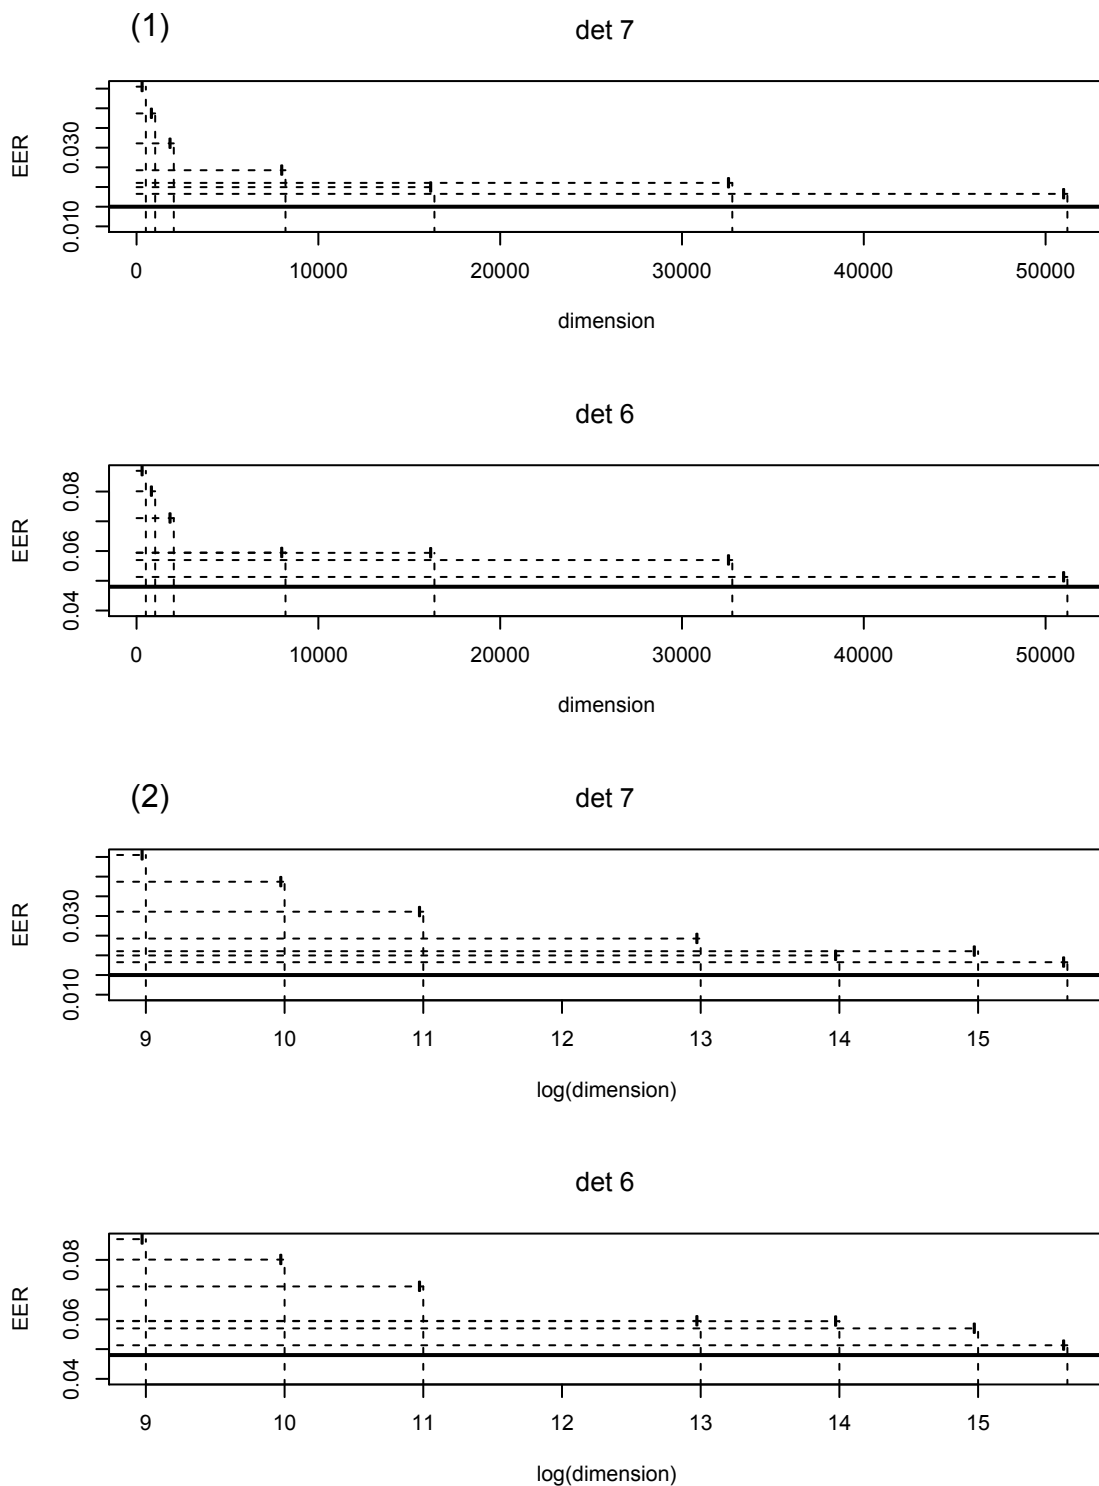 (1)
det 7
EER
0.030
0.010
0 10000 20000 30000 40000 50000
dimension
det 6
EER
0.08
0.06
0.04
0 10000 20000 30000 40000 50000
dimension
(2)
det 7
EER
0.030
0.010
9 10 11 12 13 14 15
log(dimension)
det 6
EER
0.08
0.06
0.04
9 10 11 12 13 14 15
log(dimension)